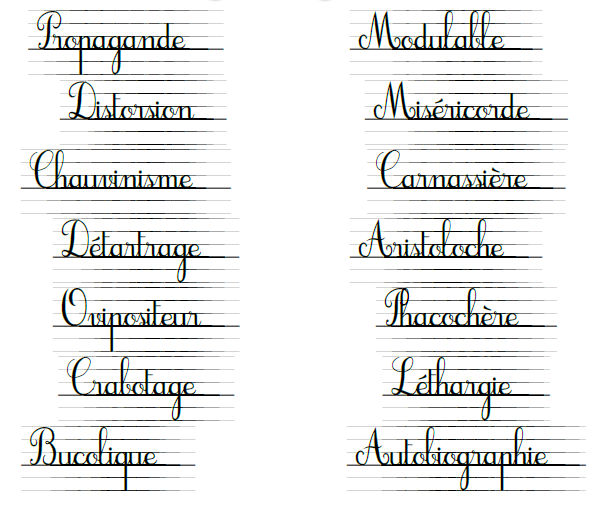 Propagande
Modulable
Distorsion
Miséricorde
Chauvinisme
Carnassière
Détartrage
Aristoloche
Ovipositeur
Phacochère
Crabotage
Léthargie
Bucolique
Autobiographie